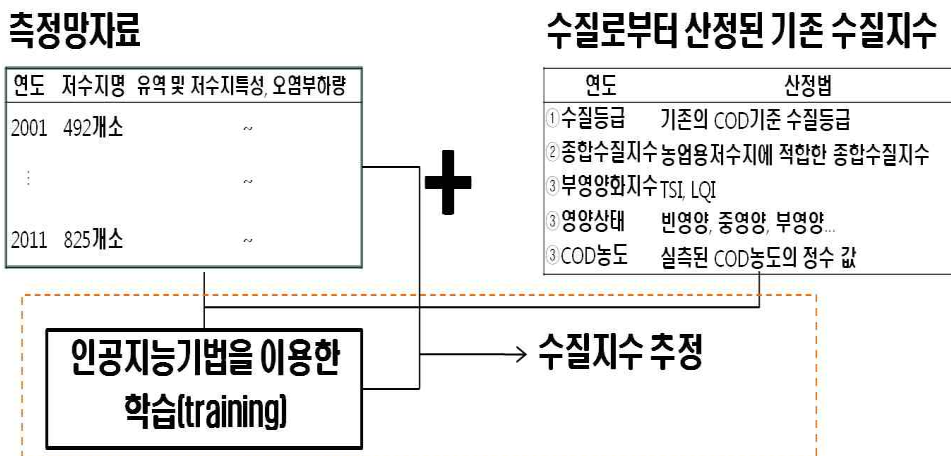 측정망자료
연도 저수지명 유역 및 저수지특성, 오염부하량
2001 492개소 ~
⋮ ~
2011 825개소 ~
+
수질로부터 산정된 기존 수질지수
연도 산정법
①수질등급 기존의 COD기준 수질등급
②종합수질지수 농업용저수지에 적합한 종합수질지수
③부영양화지수 TSI, LQI
③영양상태 빈영양, 중영양, 부영양...
③COD농도 실측된 COD농도의 정수 값
인공지능기법을 이용한
학습(training)
수질지수 추정